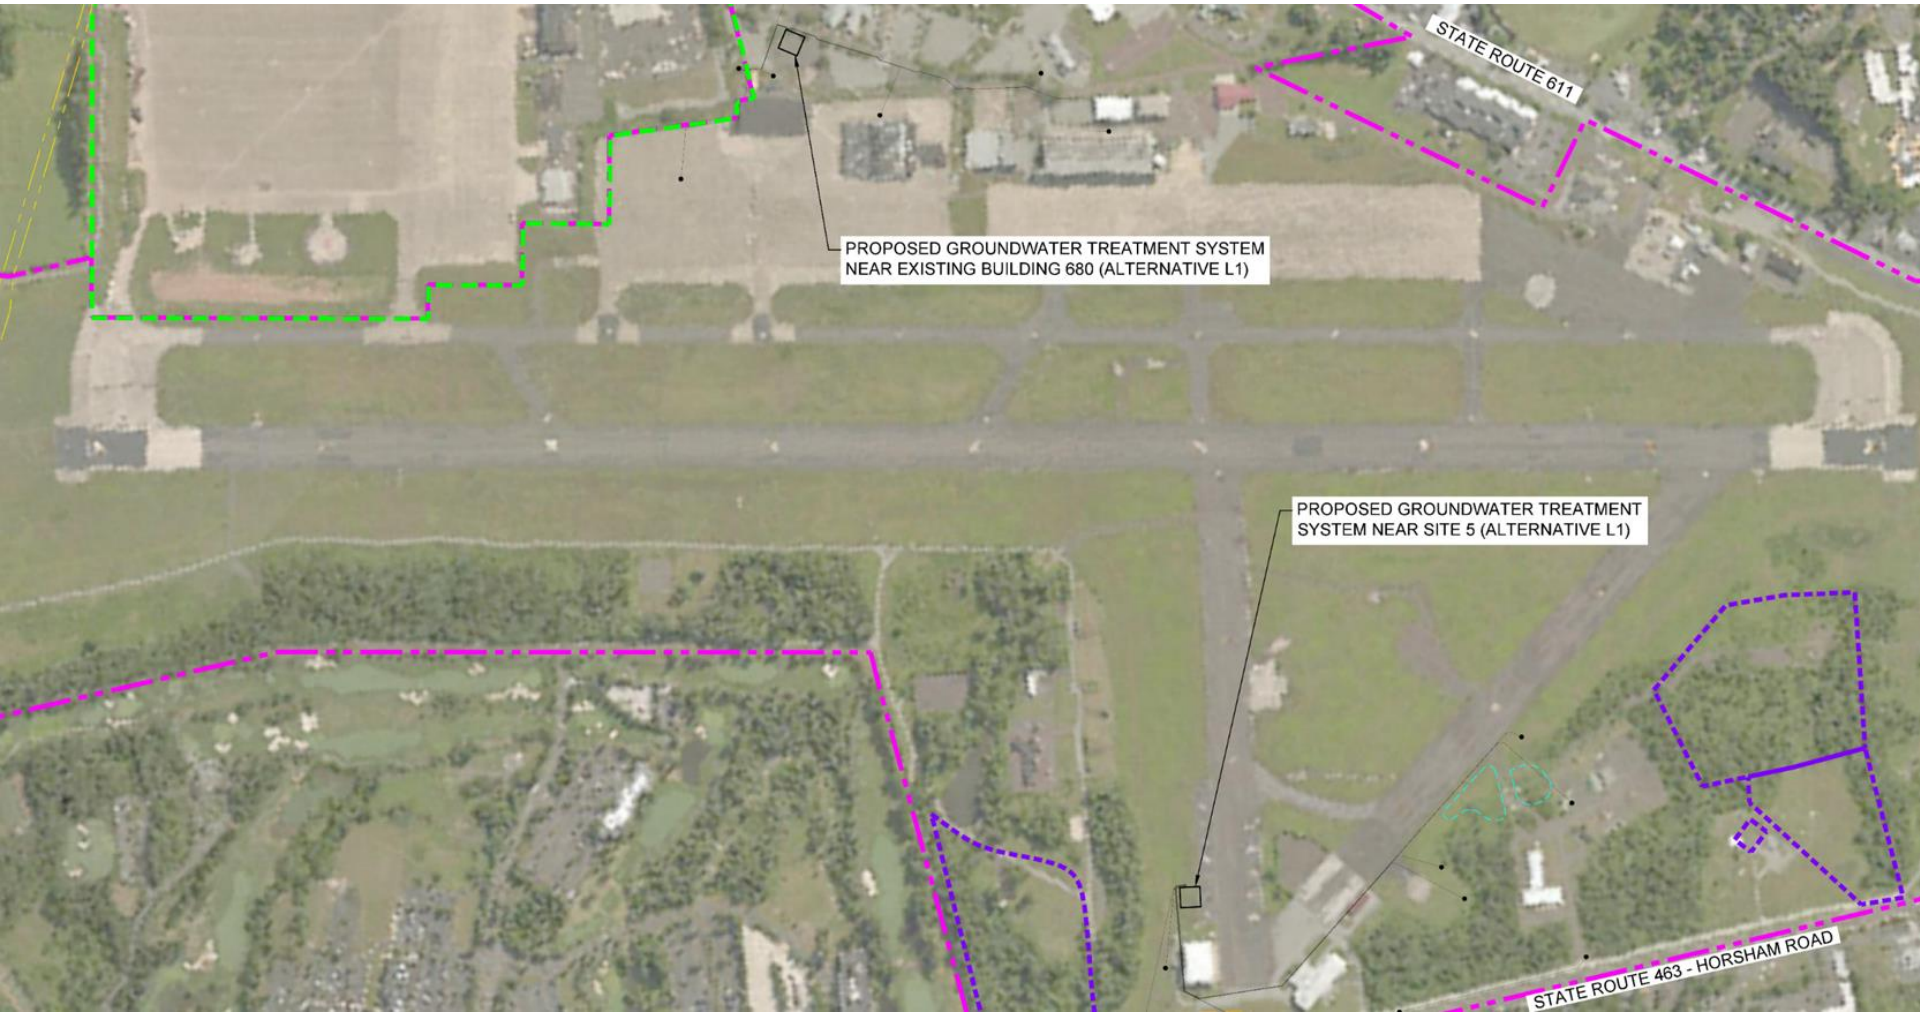 STATE ROUTE 611
PROPOSED GROUNDWATER TREATMENT SYSTEM
NEAR EXISTING BUILDING 680 (ALTERNATIVE L1)
PROPOSED GROUNDWATER TREATMENT
SYSTEM NEAR SITE 5 (ALTERNATIVE L1)
STATE ROUTE 463 - HORSHAM ROAD